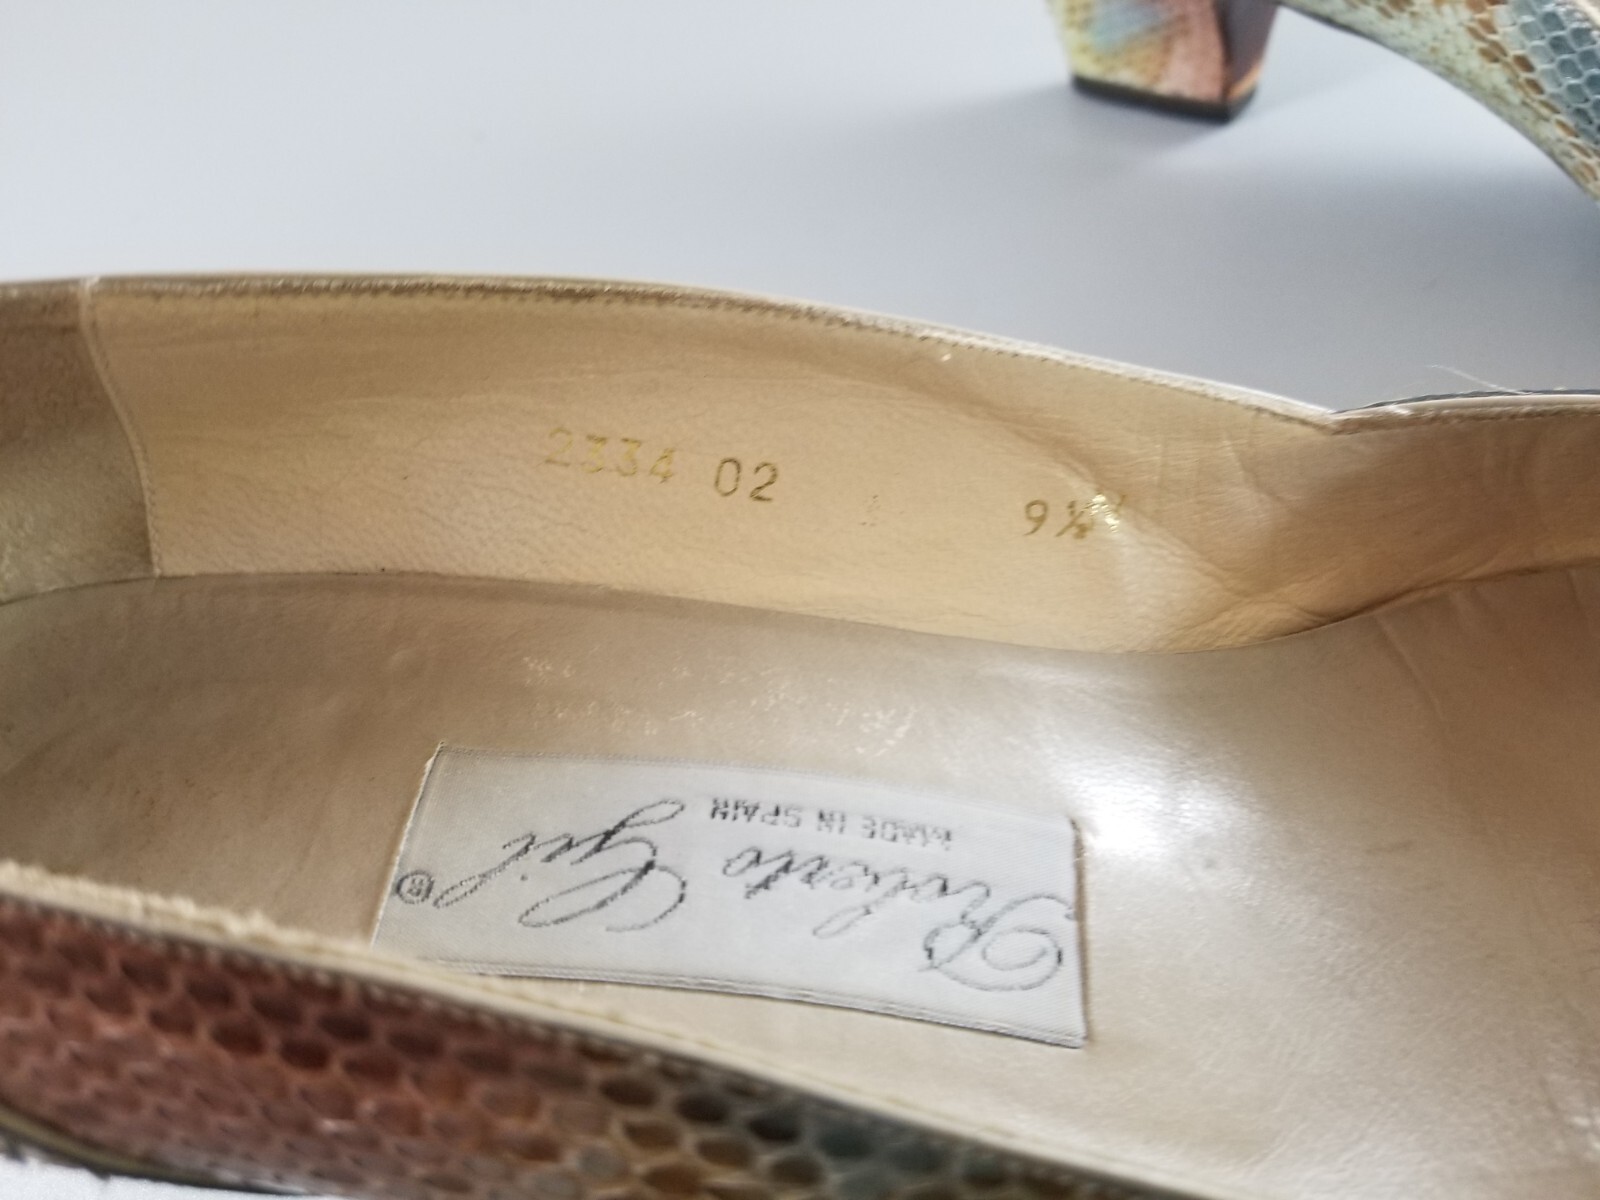 2334 02 9½
Roberto Gil®
MADE IN SPAIN